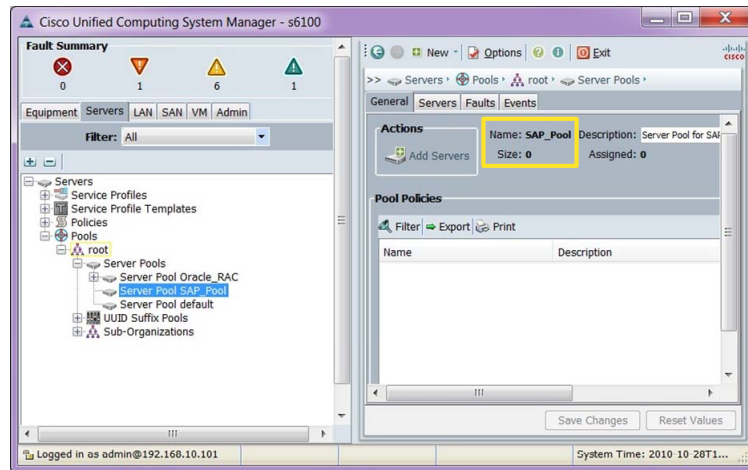 Cisco Unified Computing System Manager - s6100
Fault Summary
0 1 6 1
Equipment Servers LAN SAN VM Admin
Filter: All
Servers
Service Profiles
Service Profile Templates
Policies
Pools
root
Server Pools
Server Pool Oracle_RAC
Server Pool SAP_Pool
Server Pool default
UUID Suffix Pools
Sub-Organizations
New Options Exit
CISCO
>> Servers Pools root Server Pools
General Servers Faults Events
Actions
Add Servers
Name: SAP_Pool Description: Server Pool for SAP
Size: 0 Assigned: 0
Pool Policies
Filter Export Print
Name Description
Save Changes Reset Values
Logged in as admin@192.168.10.101 System Time: 2010-10-28T1...